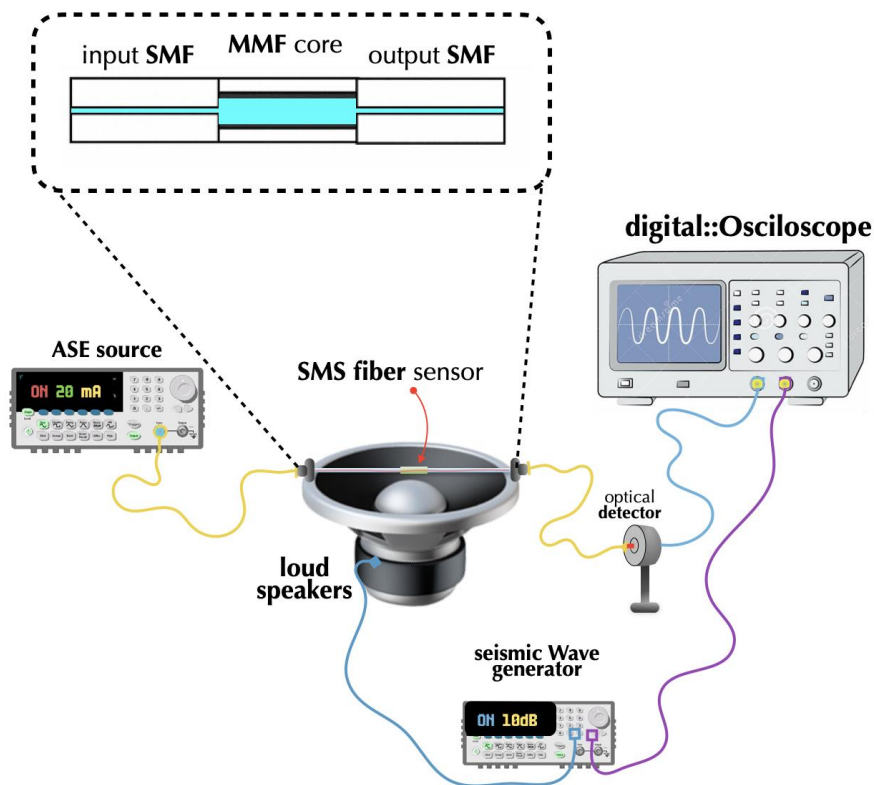 input SMF
MMF core
output SMF
digital::Osciloscope
ASE source
ON 20 mA
SMS fiber sensor
optical
detector
loud
speakers
seismic Wave
generator
ON 10dB